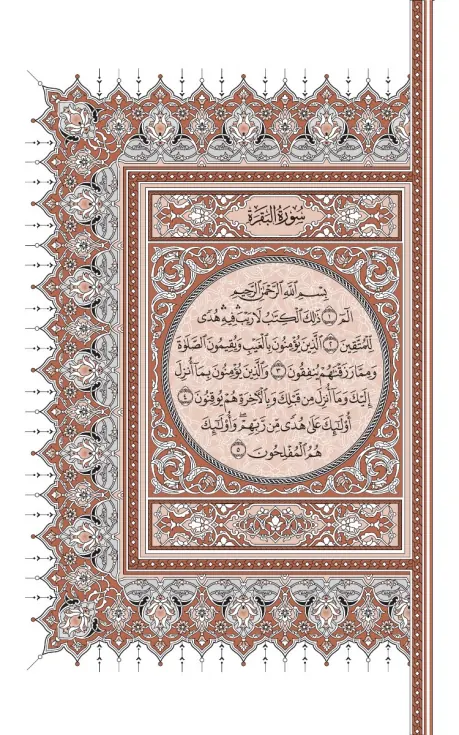 سُورَةُ البَقَرَةِ
بِسْمِ ٱللَّهِ ٱلرَّحْمَٰنِ ٱلرَّحِيمِ
الٓمٓ ۝١ ذَٰلِكَ ٱلْكِتَٰبُ لَا رَيْبَ ۛ فِيهِ ۛ هُدًى
لِّلْمُتَّقِينَ ۝٢ ٱلَّذِينَ يُؤْمِنُونَ بِٱلْغَيْبِ وَيُقِيمُونَ ٱلصَّلَوٰةَ
وَمِمَّا رَزَقْنَٰهُمْ يُنفِقُونَ ۝٣ وَٱلَّذِينَ يُؤْمِنُونَ بِمَآ أُنزِلَ
إِلَيْكَ وَمَآ أُنزِلَ مِن قَبْلِكَ وَبِٱلْءَاخِرَةِ هُمْ يُوقِنُونَ ۝٤
أُو۟لَٰٓئِكَ عَلَىٰ هُدًى مِّن رَّبِّهِمْ ۖ وَأُو۟لَٰٓئِكَ
هُمُ ٱلْمُفْلِحُونَ ۝٥